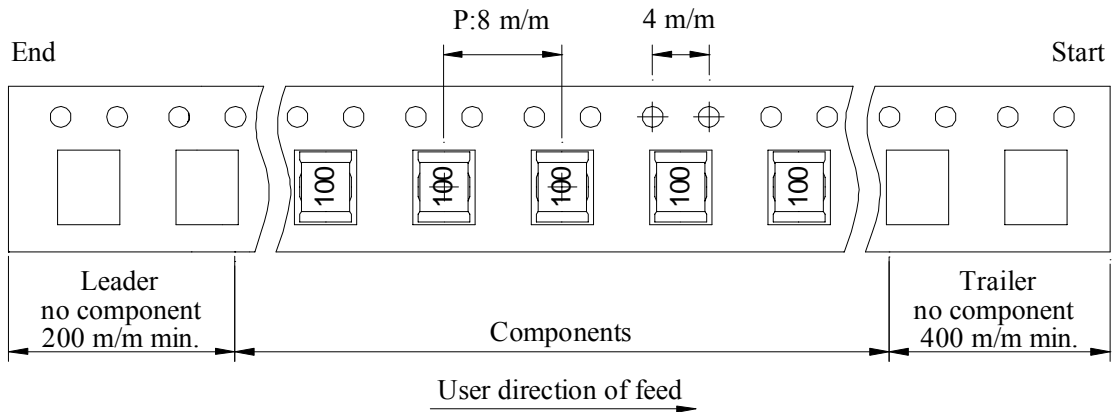 P:8 m/m
4 m/m
End
Start
100
100
100
100
100
Leader
no component
200 m/m min.
Components
Trailer
no component
400 m/m min.
User direction of feed